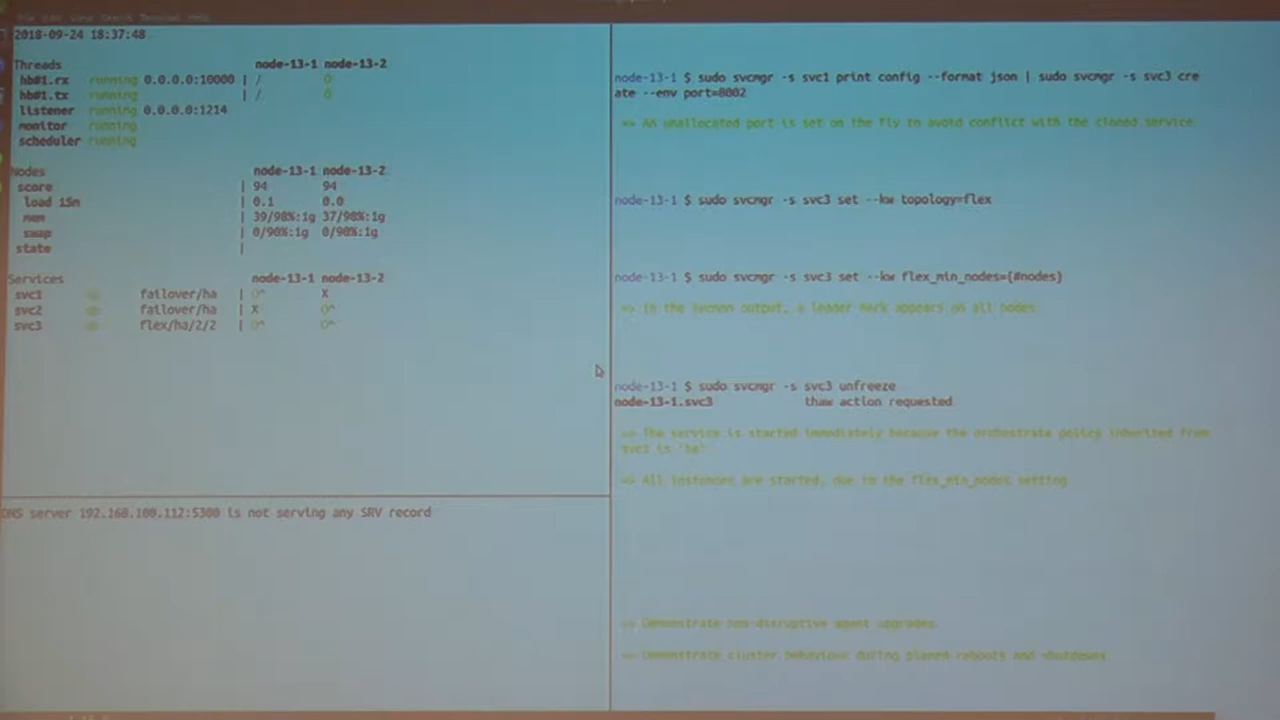 File Edit View Search Terminal Help
2018-09-24 18:37:48
Threads node-13-1 node-13-2
hb#1.rx running 0.0.0.0:10000 | / O
hb#1.tx running | / O
listener running 0.0.0.0:1214
monitor running
scheduler running
Nodes node-13-1 node-13-2
score | 94 94
load 15m | 0.1 0.0
mem | 39/98%:1g 37/98%:1g
swap | 0/90%:1g 0/90%:1g
state |
Services node-13-1 node-13-2
svc1 up failover/ha | O^ X
svc2 up failover/ha | X O^
svc3 up flex/ha/2/2 | O^ O^
DNS server 192.168.100.112:5300 is not serving any SRV record
node-13-1 $ sudo svcmgr -s svc1 print config --format json | sudo svcmgr -s svc3 cre
ate --env port=8002
=> An unallocated port is set on the fly to avoid conflict with the cloned service
node-13-1 $ sudo svcmgr -s svc3 set --kw topology=flex
node-13-1 $ sudo svcmgr -s svc3 set --kw flex_min_nodes={#nodes}
=> In the svcmon output, a leader mark appears on all nodes
node-13-1 $ sudo svcmgr -s svc3 unfreeze
node-13-1.svc3 thaw action requested
=> The service is started immediately because the orchestrate policy inherited from
svc1 is 'ha'
=> All instances are started, due to the flex_min_nodes setting
=> Demonstrate non-disruptive agent upgrades
=> Demonstrate cluster behaviour during planed reboots and shutdowns